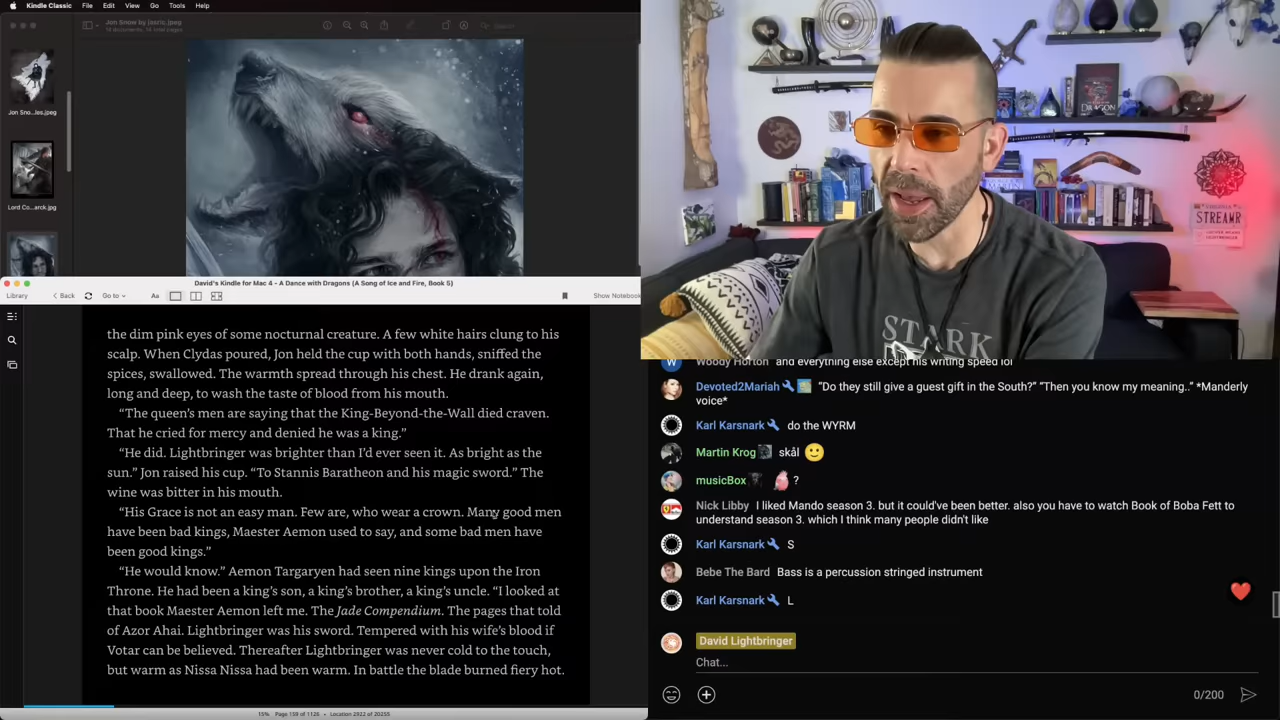 Kindle Classic File Edit View Go Tools Help
Jon Snow by joszic.jpeg
Search
Jon Sno...les.jpeg
Lord Co...ark.jpg
David's Kindle for Mac 4 - A Dance with Dragons (A Song of Ice and Fire, Book 5)
Library Back Go to Aa Show Notebook
the dim pink eyes of some nocturnal creature. A few white hairs clung to his
scalp. When Clydas poured, Jon held the cup with both hands, sniffed the
spices, swallowed. The warmth spread through his chest. He drank again,
long and deep, to wash the taste of blood from his mouth.
“The queen's men are saying that the King-Beyond-the-Wall died craven.
That he cried for mercy and denied he was a king.”
“He did. Lightbringer was brighter than I'd ever seen it. As bright as the
sun.” Jon raised his cup. “To Stannis Baratheon and his magic sword.” The
wine was bitter in his mouth.
“His Grace is not an easy man. Few are, who wear a crown. Many good men
have been bad kings, Maester Aemon used to say, and some bad men have
been good kings.”
“He would know.” Aemon Targaryen had seen nine kings upon the Iron
Throne. He had been a king's son, a king's brother, a king's uncle. “I looked at
that book Maester Aemon left me. The Jade Compendium. The pages that told
of Azor Ahai. Lightbringer was his sword. Tempered with his wife's blood if
Votar can be believed. Thereafter Lightbringer was never cold to the touch,
but warm as Nissa Nissa had been warm. In battle the blade burned fiery hot.
15% Page 159 of 1126 • Location 2922 of 20255
DRAGON
STREAMR
STARK
Woody Horton and everything else except his writing speed lol
Devoted2Mariah “Do they still give a guest gift in the South?” “Then you know my meaning..” *Manderly
voice*
Karl Karsnark do the WYRM
Martin Krog skål
musicBox ?
Nick Libby I liked Mando season 3. but it could've been better. also you have to watch Book of Boba Fett to
understand season 3. which I think many people didn't like
Karl Karsnark S
Bebe The Bard Bass is a percussion stringed instrument
Karl Karsnark L
David Lightbringer
Chat...
0/200